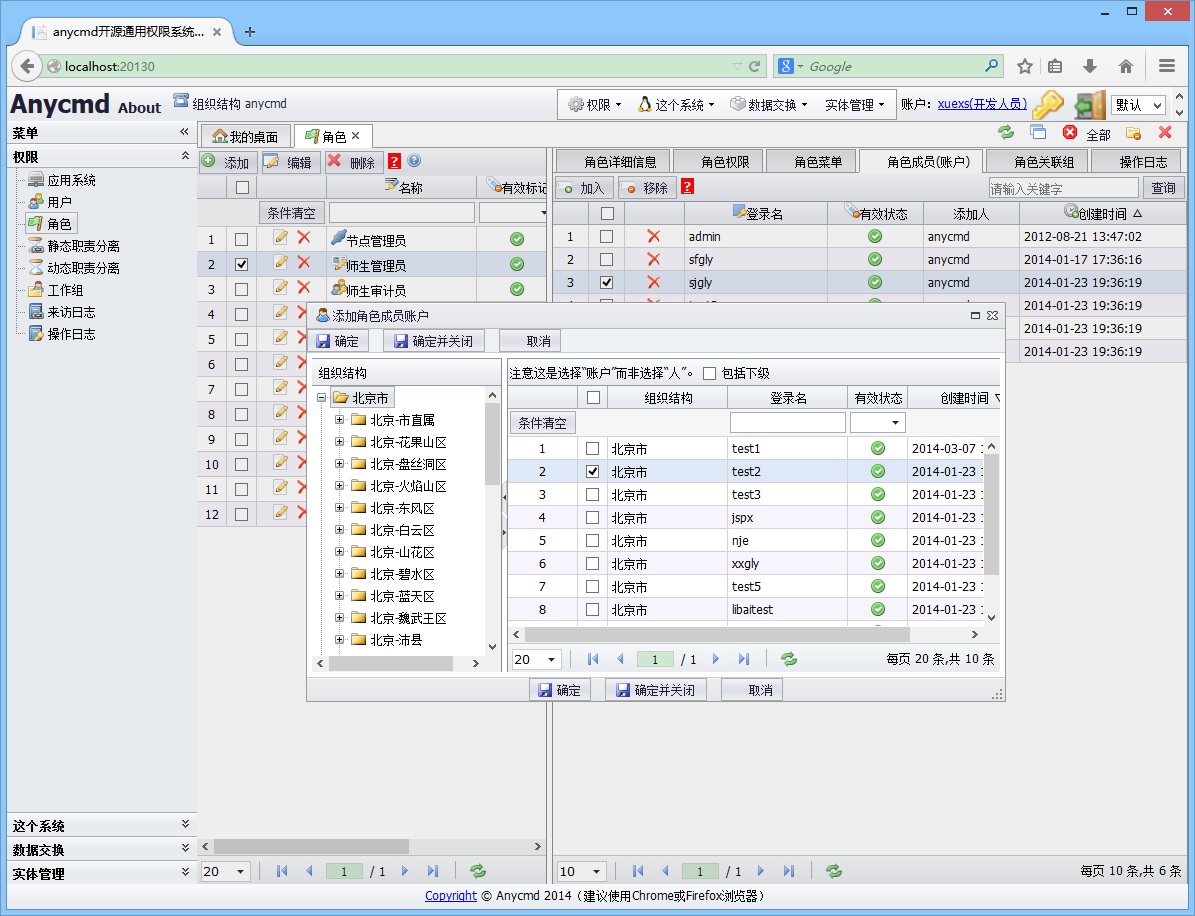 anycmd开源通用权限系统...
localhost:20130
Google
Anycmd About 组织结构 anycmd
权限 这个系统 数据交换 实体管理 账户: xuexs(开发人员) 默认
菜单
我的桌面 角色
全部
权限
添加 编辑 删除
角色详细信息 角色权限 角色菜单 角色成员(账户) 角色关联组 操作日志
应用系统
用户
角色
静态职责分离
动态职责分离
工作组
来访日志
操作日志
名称 有效标记
条件清空
1 节点管理员
2 师生管理员
3 师生审计员
4
5
6
7
8
9
10
11
12
加入 移除 请输入关键字 查询
登录名 有效状态 添加人 创建时间
1 admin anycmd 2012-08-21 13:47:02
2 sfgly anycmd 2014-01-17 17:36:16
3 sjgly anycmd 2014-01-23 19:36:19
2014-01-23 19:36:19
2014-01-23 19:36:19
2014-01-23 19:36:19
添加角色成员账户
确定 确定并关闭 取消
组织结构
北京市
北京-市直属
北京-花果山区
北京-盘丝洞区
北京-火焰山区
北京-东风区
北京-白云区
北京-山花区
北京-碧水区
北京-蓝天区
北京-魏武王区
北京-沛县
注意这是选择“账户”而非选择“人”。 包括下级
组织结构 登录名 有效状态 创建时间
条件清空
1 北京市 test1 2014-03-07
2 北京市 test2 2014-01-23
3 北京市 test3 2014-01-23
4 北京市 jspx 2014-01-23
5 北京市 nje 2014-01-23
6 北京市 xxgly 2014-01-23
7 北京市 test5 2014-01-23
8 北京市 libaitest 2014-01-23
20 1 / 1 每页 20 条,共 10 条
确定 确定并关闭 取消
这个系统
数据交换
实体管理
20 1 / 1
10 1 / 1 每页 10 条,共 6 条
Copyright © Anycmd 2014（建议使用Chrome或Firefox浏览器）